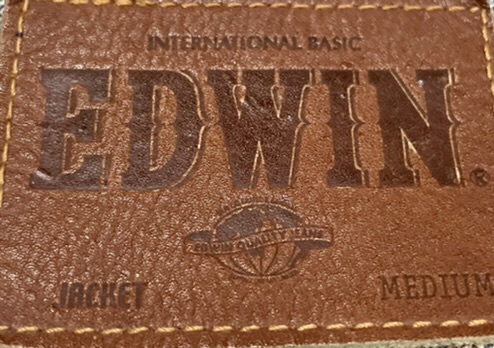 INTERNATIONAL BASIC
EDWIN®
EDWIN QUALITY JEANS
JACKET MEDIUM